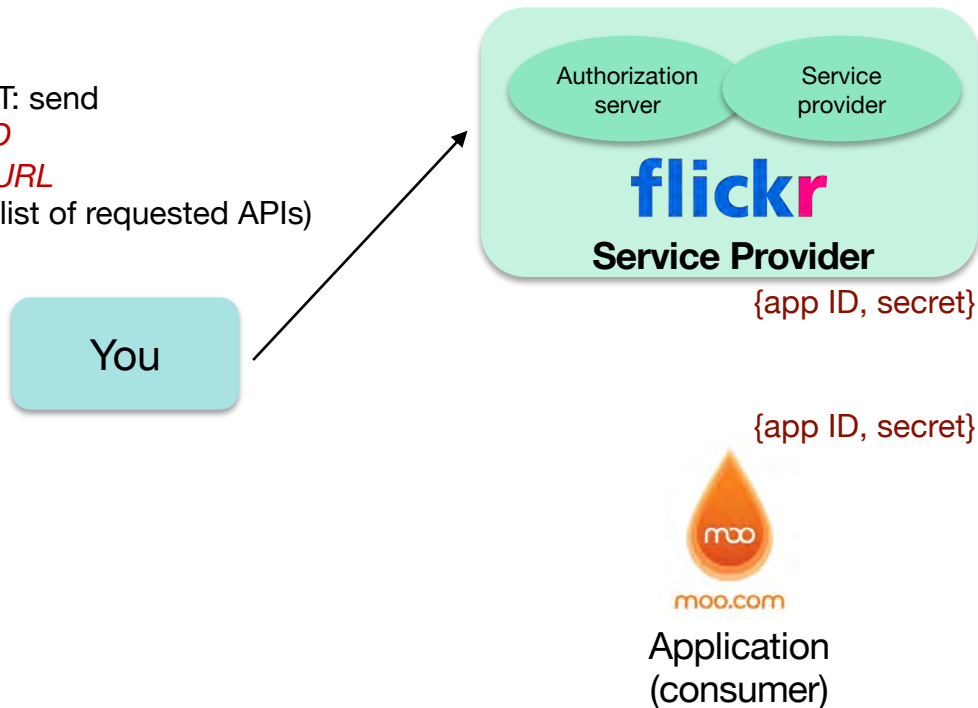 T: send
D
URL
list of requested APIs)
Authorization
server
Service
provider
flickr
Service Provider
{app ID, secret}
You
{app ID, secret}
moo
moo.com
Application
(consumer)